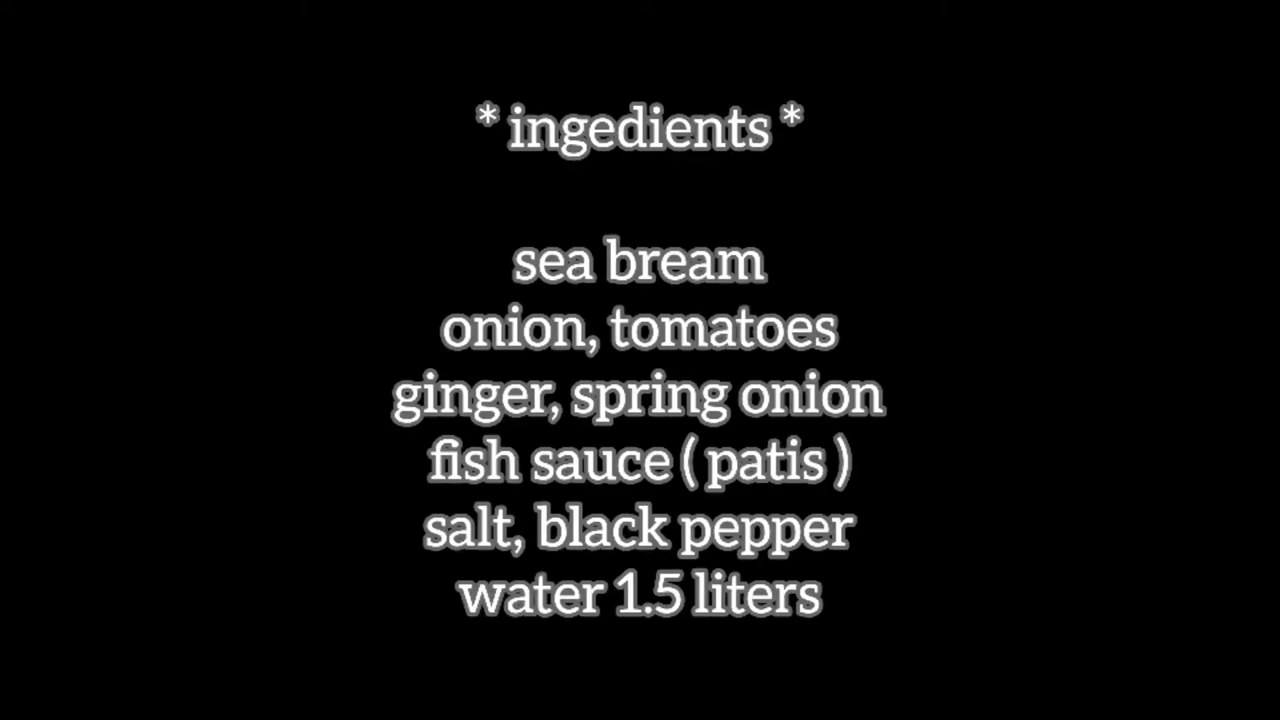 * ingedients *
sea bream
onion, tomatoes
ginger, spring onion
fish sauce ( patis )
salt, black pepper
water 1.5 liters